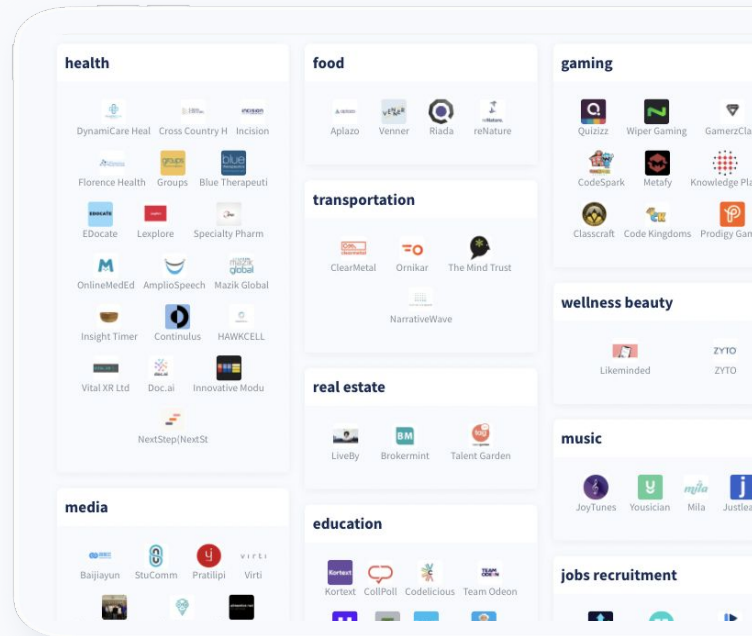 health
DynamiCare Heal Cross Country H Incision
Florence Health Groups Blue Therapeuti
EDocate Lexplore Specialty Pharm
OnlineMedEd AmplioSpeech Mazik Global
Insight Timer Continulus HAWKCELL
Vital XR Ltd Doc.ai Innovative Modu
NextStep(NextSt
media
Baijiayun StuComm Pratilipi Virti
food
Aplazo Venner Riada reNature
transportation
ClearMetal Ornikar The Mind Trust
NarrativeWave
real estate
LiveBy Brokermint Talent Garden
education
Kortext CollPoll Codelicious Team Odeon
gaming
Quizizz Wiper Gaming GamerzCla
CodeSpark Metafy Knowledge Pla
Classcraft Code Kingdoms Prodigy Gam
wellness beauty
Likeminded ZYTO
music
JoyTunes Yousician Mila Justlea
jobs recruitment